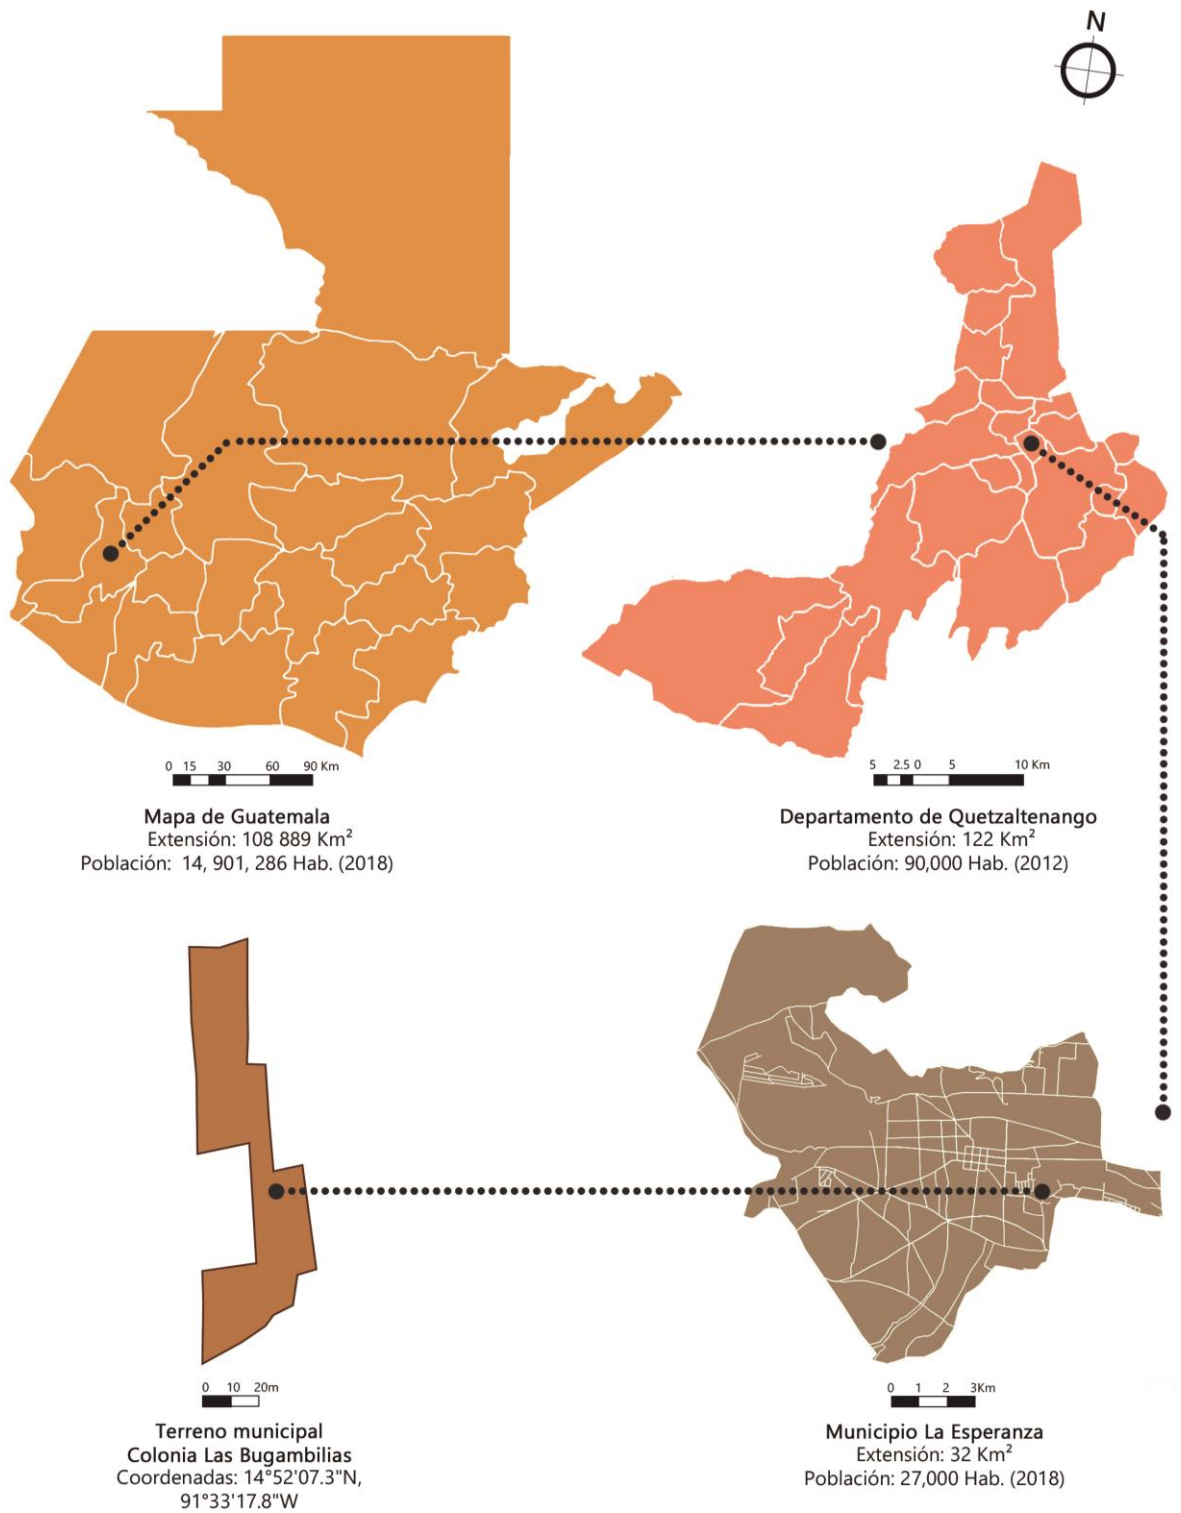 N
0 15 30 60 90 Km
Mapa de Guatemala
Extensión: 108 889 Km²
Población: 14, 901, 286 Hab. (2018)
5 2.5 0 5 10 Km
Departamento de Quetzaltenango
Extensión: 122 Km²
Población: 90,000 Hab. (2012)
0 10 20m
Terreno municipal
Colonia Las Bugambilias
Coordenadas: 14°52'07.3"N,
91°33'17.8"W
0 1 2 3Km
Municipio La Esperanza
Extensión: 32 Km²
Población: 27,000 Hab. (2018)